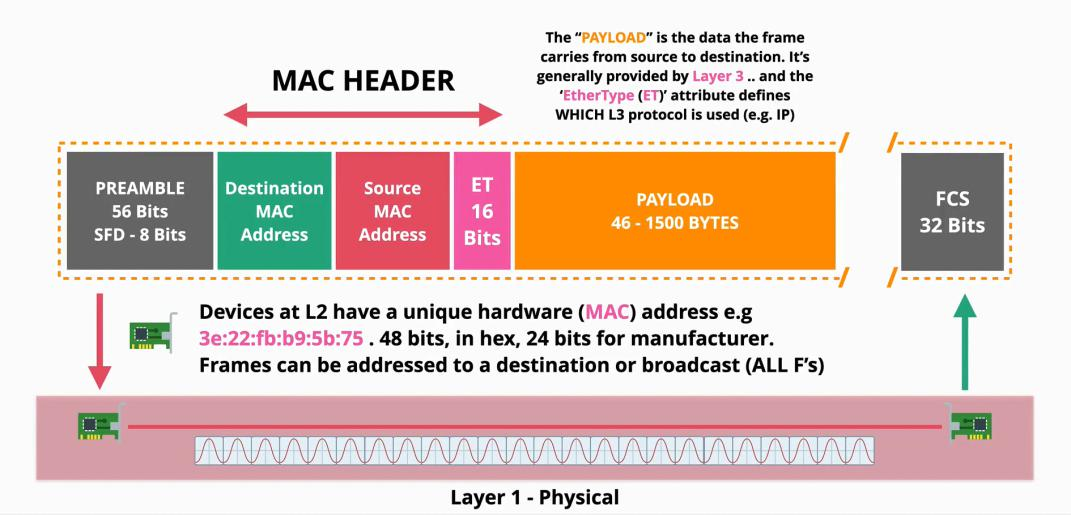 The “PAYLOAD” is the data the frame
carries from source to destination. It’s
generally provided by Layer 3 .. and the
‘EtherType (ET)’ attribute defines
WHICH L3 protocol is used (e.g. IP)
MAC HEADER
PREAMBLE
56 Bits
SFD - 8 Bits
Destination
MAC
Address
Source
MAC
Address
ET
16
Bits
PAYLOAD
46 - 1500 BYTES
FCS
32 Bits
Devices at L2 have a unique hardware (MAC) address e.g
3e:22:fb:b9:5b:75 . 48 bits, in hex, 24 bits for manufacturer.
Frames can be addressed to a destination or broadcast (ALL F’s)
Layer 1 - Physical